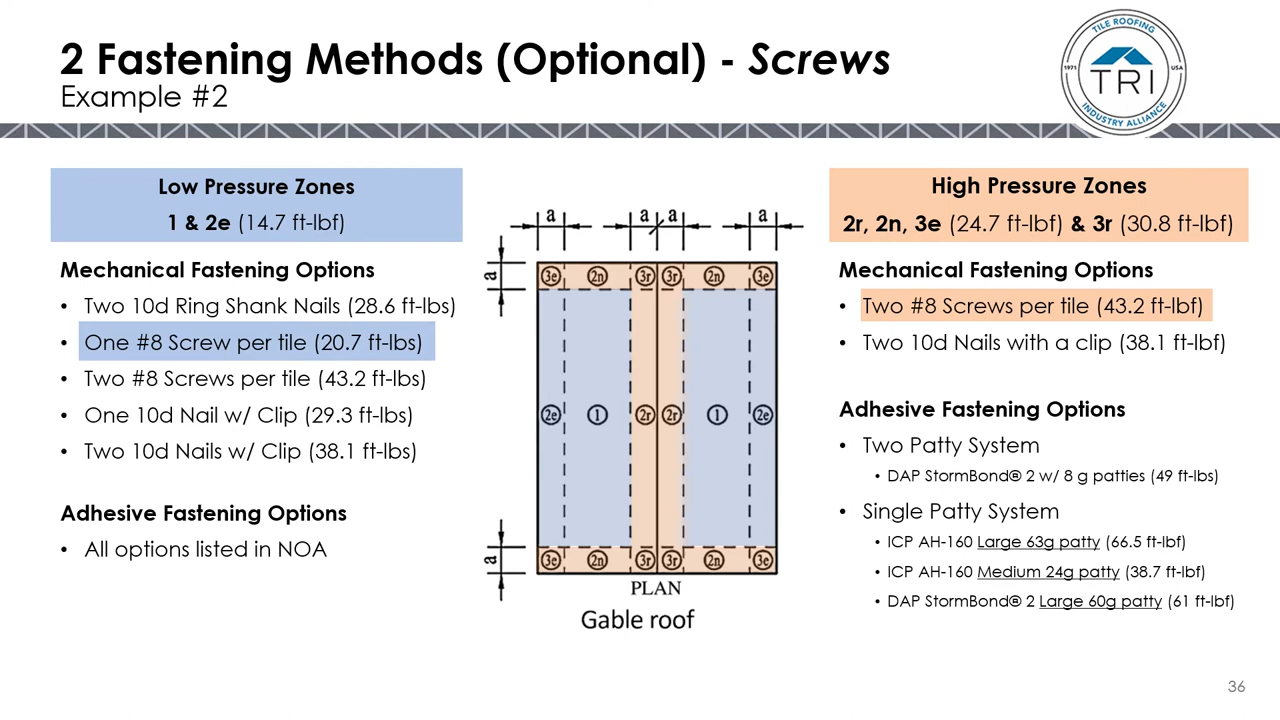 2 Fastening Methods (Optional) - Screws
Example #2
TILE ROOFING
1971 TRI USA
INDUSTRY ALLIANCE
Low Pressure Zones
1 & 2e (14.7 ft-lbf)
Mechanical Fastening Options
• Two 10d Ring Shank Nails (28.6 ft-lbs)
• One #8 Screw per tile (20.7 ft-lbs)
• Two #8 Screws per tile (43.2 ft-lbs)
• One 10d Nail w/ Clip (29.3 ft-lbs)
• Two 10d Nails w/ Clip (38.1 ft-lbs)
Adhesive Fastening Options
• All options listed in NOA
a a a a
a
3e 2n 3r 3r 2n 3e
2e 1 2r 2r 1 2e
a
3e 2n 3r 3r 2n 3e
PLAN
Gable roof
High Pressure Zones
2r, 2n, 3e (24.7 ft-lbf) & 3r (30.8 ft-lbf)
Mechanical Fastening Options
• Two #8 Screws per tile (43.2 ft-lbf)
• Two 10d Nails with a clip (38.1 ft-lbf)
Adhesive Fastening Options
• Two Patty System
• DAP StormBond® 2 w/ 8 g patties (49 ft-lbs)
• Single Patty System
• ICP AH-160 Large 63g patty (66.5 ft-lbf)
• ICP AH-160 Medium 24g patty (38.7 ft-lbf)
• DAP StormBond® 2 Large 60g patty (61 ft-lbf)
36